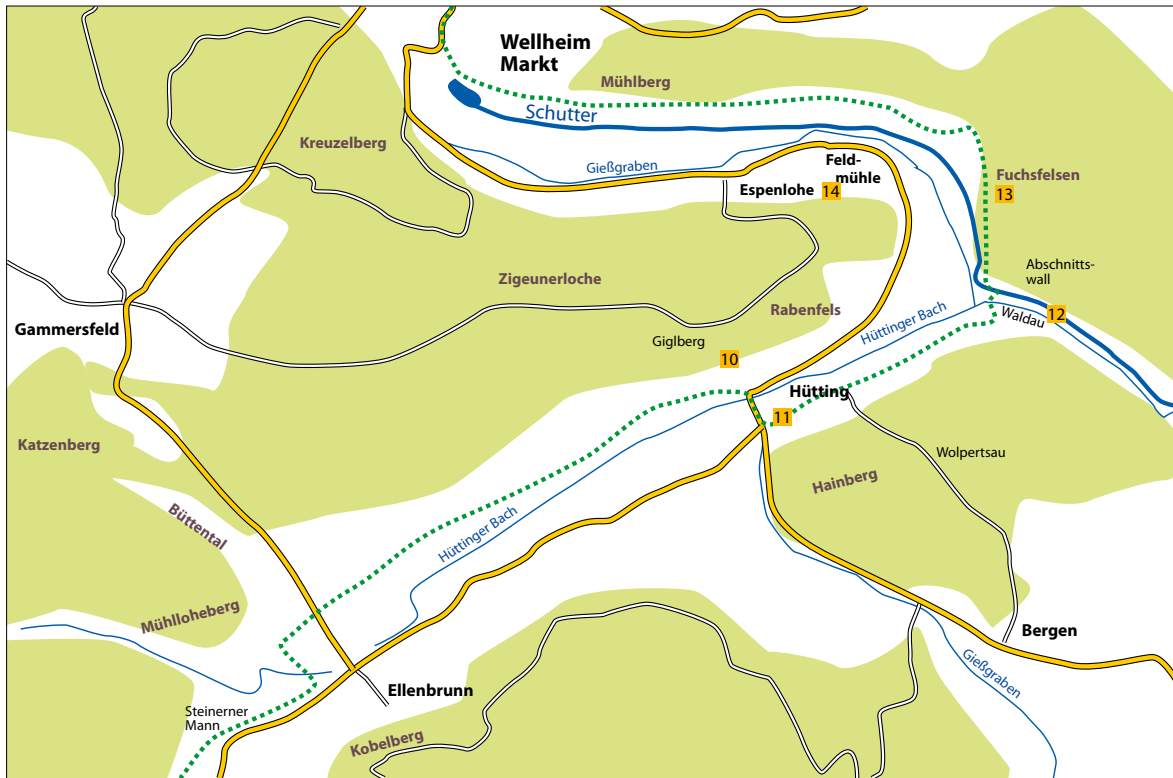 Wellheim
Markt
Mühlberg
Schutter
Kreuzelberg
Gießgraben
Feld-
mühle
Espenlohe
14
Fuchsfelsen
13
Abschnitts-
wall
Zigeunerloche
Rabenfels
Hüttinger Bach
Waldau
12
Gammersfeld
Giglberg
10
Hütting
11
Katzenberg
Wolpertsau
Hainberg
Büttental
Hüttinger Bach
Mühlloheberg
Bergen
Gießgraben
Ellenbrunn
Steinerner
Mann
Kobelberg